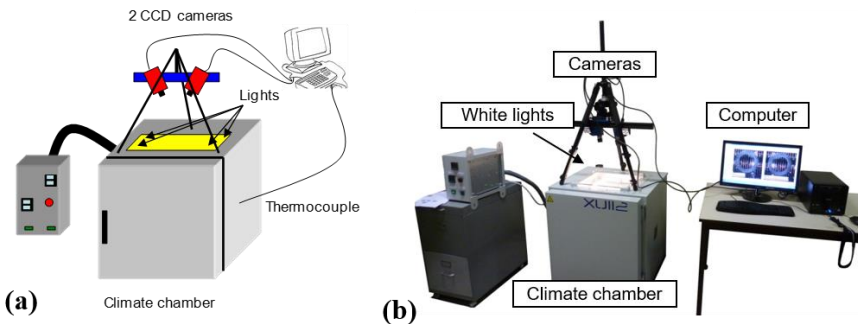 2 CCD cameras
Lights
Thermocouple
Climate chamber
(a)
Cameras
White lights
Computer
XU112
Climate chamber
(b)